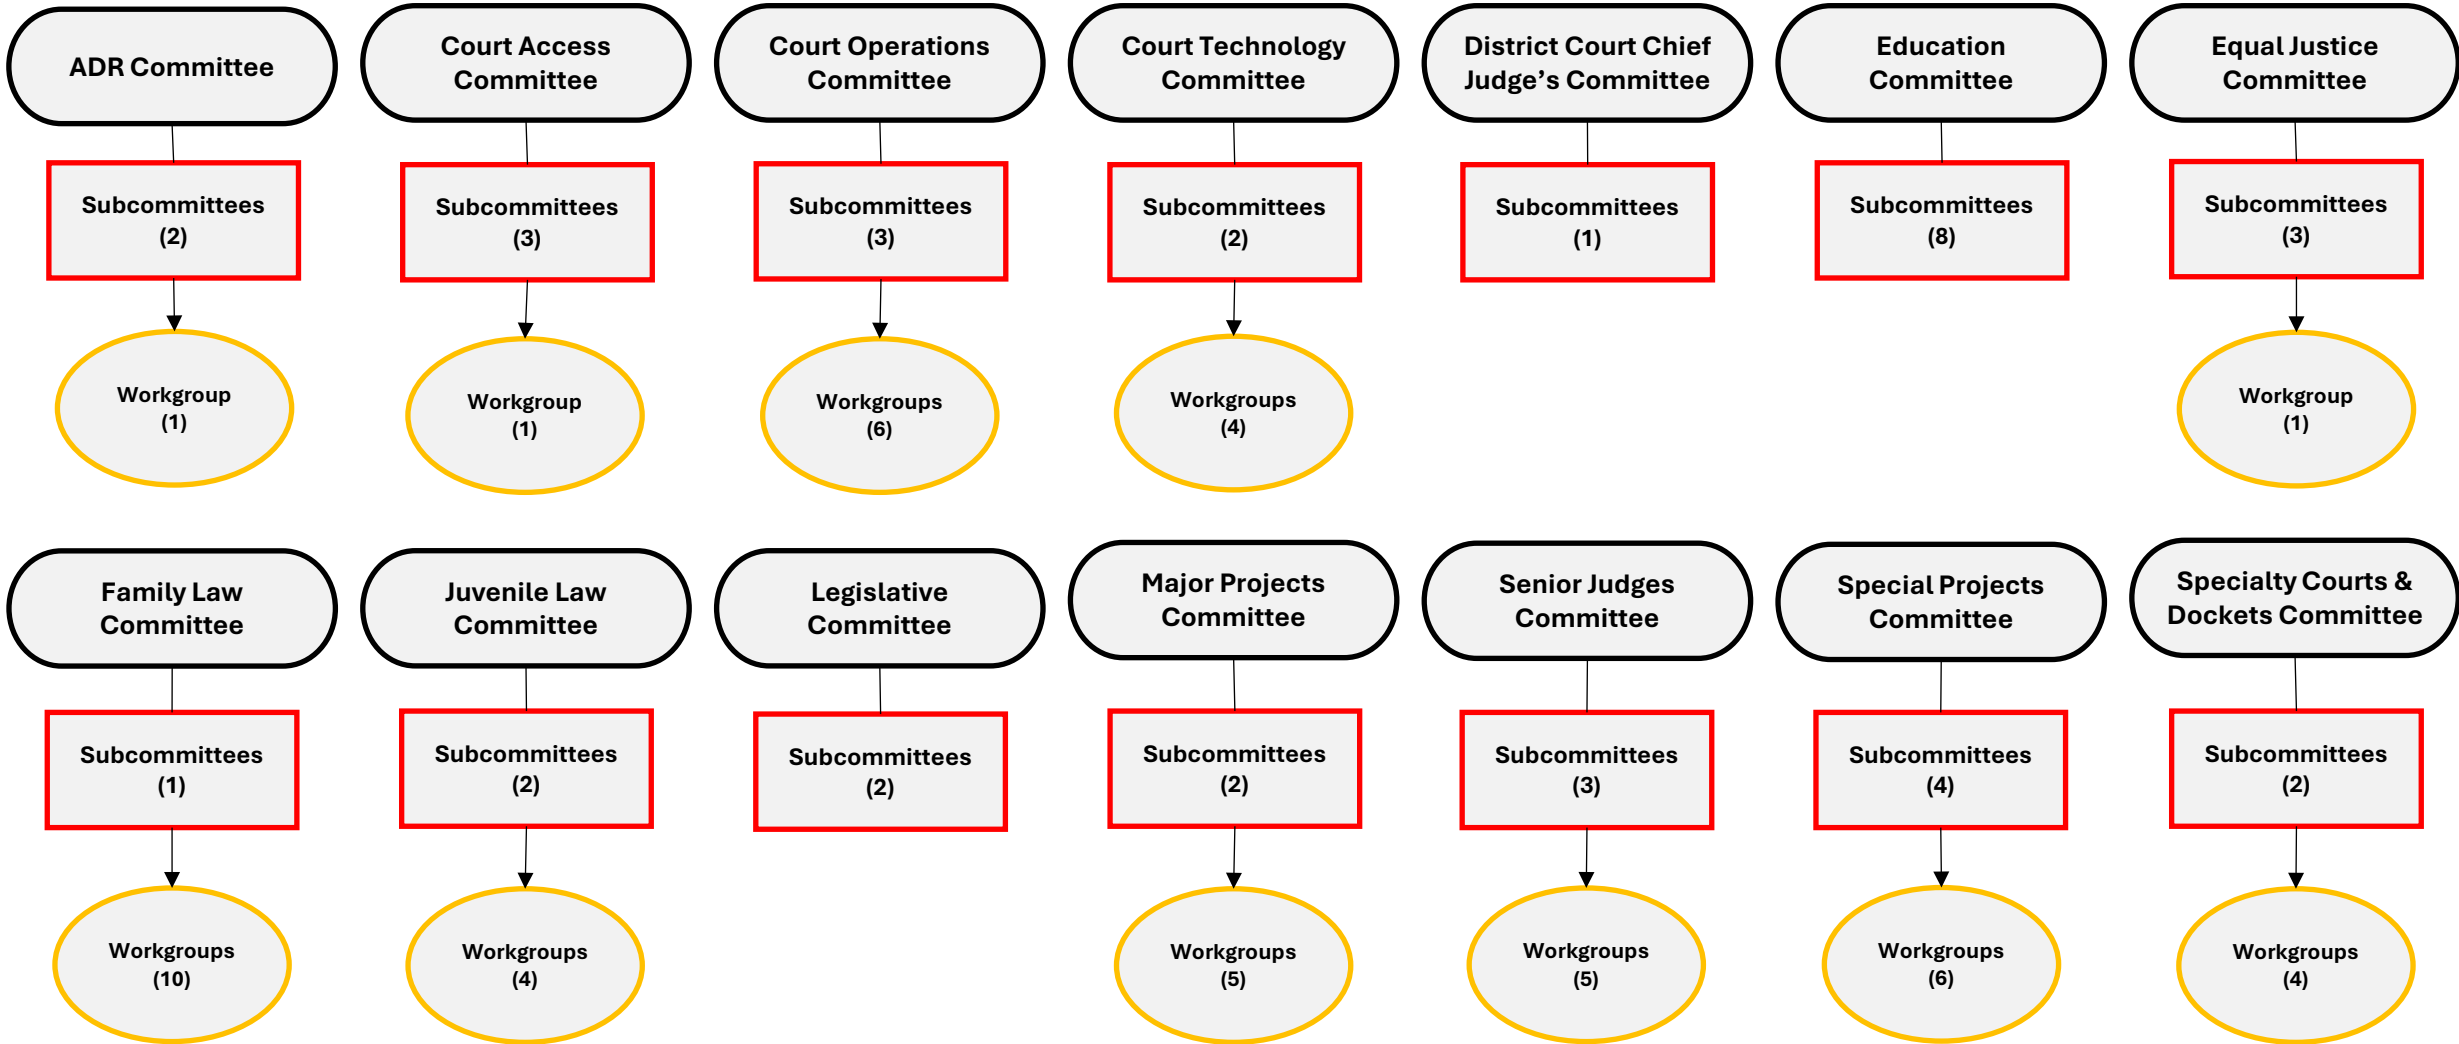 ADR Committee
Court Access
Committee
Court Operations
Committee
Court Technology
Committee
District Court Chief
Judge’s Committee
Education
Committee
Equal Justice
Committee
Subcommittees
(2)
Subcommittees
(3)
Subcommittees
(3)
Subcommittees
(2)
Subcommittees
(1)
Subcommittees
(8)
Subcommittees
(3)
Workgroup
(1)
Workgroup
(1)
Workgroups
(6)
Workgroups
(4)
Workgroup
(1)
Family Law
Committee
Juvenile Law
Committee
Legislative
Committee
Major Projects
Committee
Senior Judges
Committee
Special Projects
Committee
Specialty Courts &
Dockets Committee
Subcommittees
(1)
Subcommittees
(2)
Subcommittees
(2)
Subcommittees
(2)
Subcommittees
(3)
Subcommittees
(4)
Subcommittees
(2)
Workgroups
(10)
Workgroups
(4)
Workgroups
(5)
Workgroups
(5)
Workgroups
(6)
Workgroups
(4)